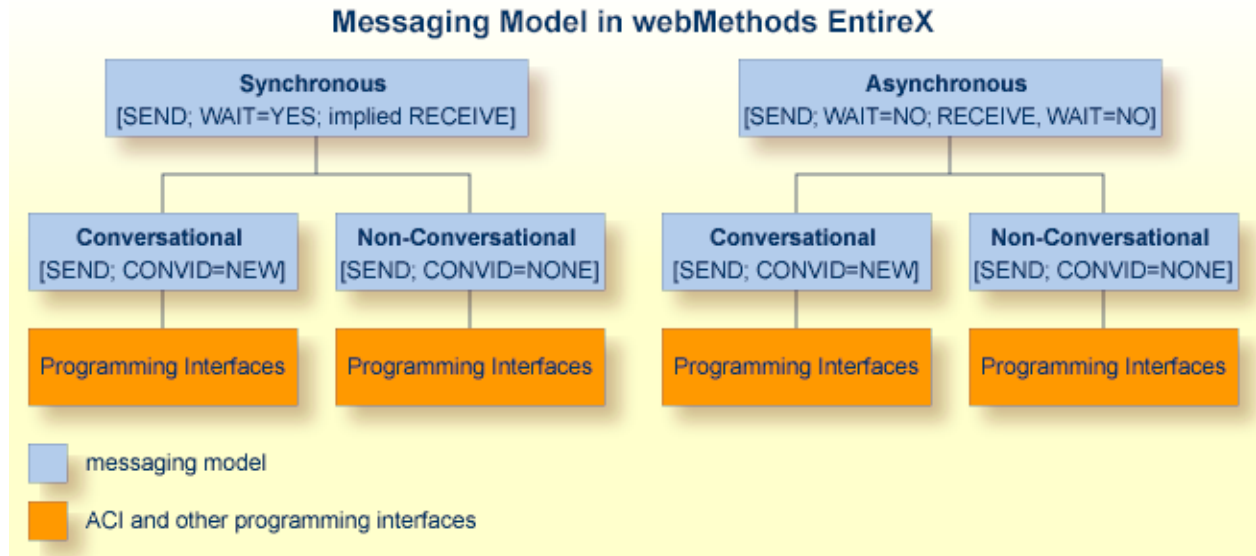 Messaging Model in webMethods EntireX
Synchronous
[SEND; WAIT=YES; implied RECEIVE]
Asynchronous
[SEND; WAIT=NO; RECEIVE, WAIT=NO]
Conversational
[SEND; CONVID=NEW]
Non-Conversational
[SEND; CONVID=NONE]
Conversational
[SEND; CONVID=NEW]
Non-Conversational
[SEND; CONVID=NONE]
Programming Interfaces
Programming Interfaces
Programming Interfaces
Programming Interfaces
messaging model
ACI and other programming interfaces